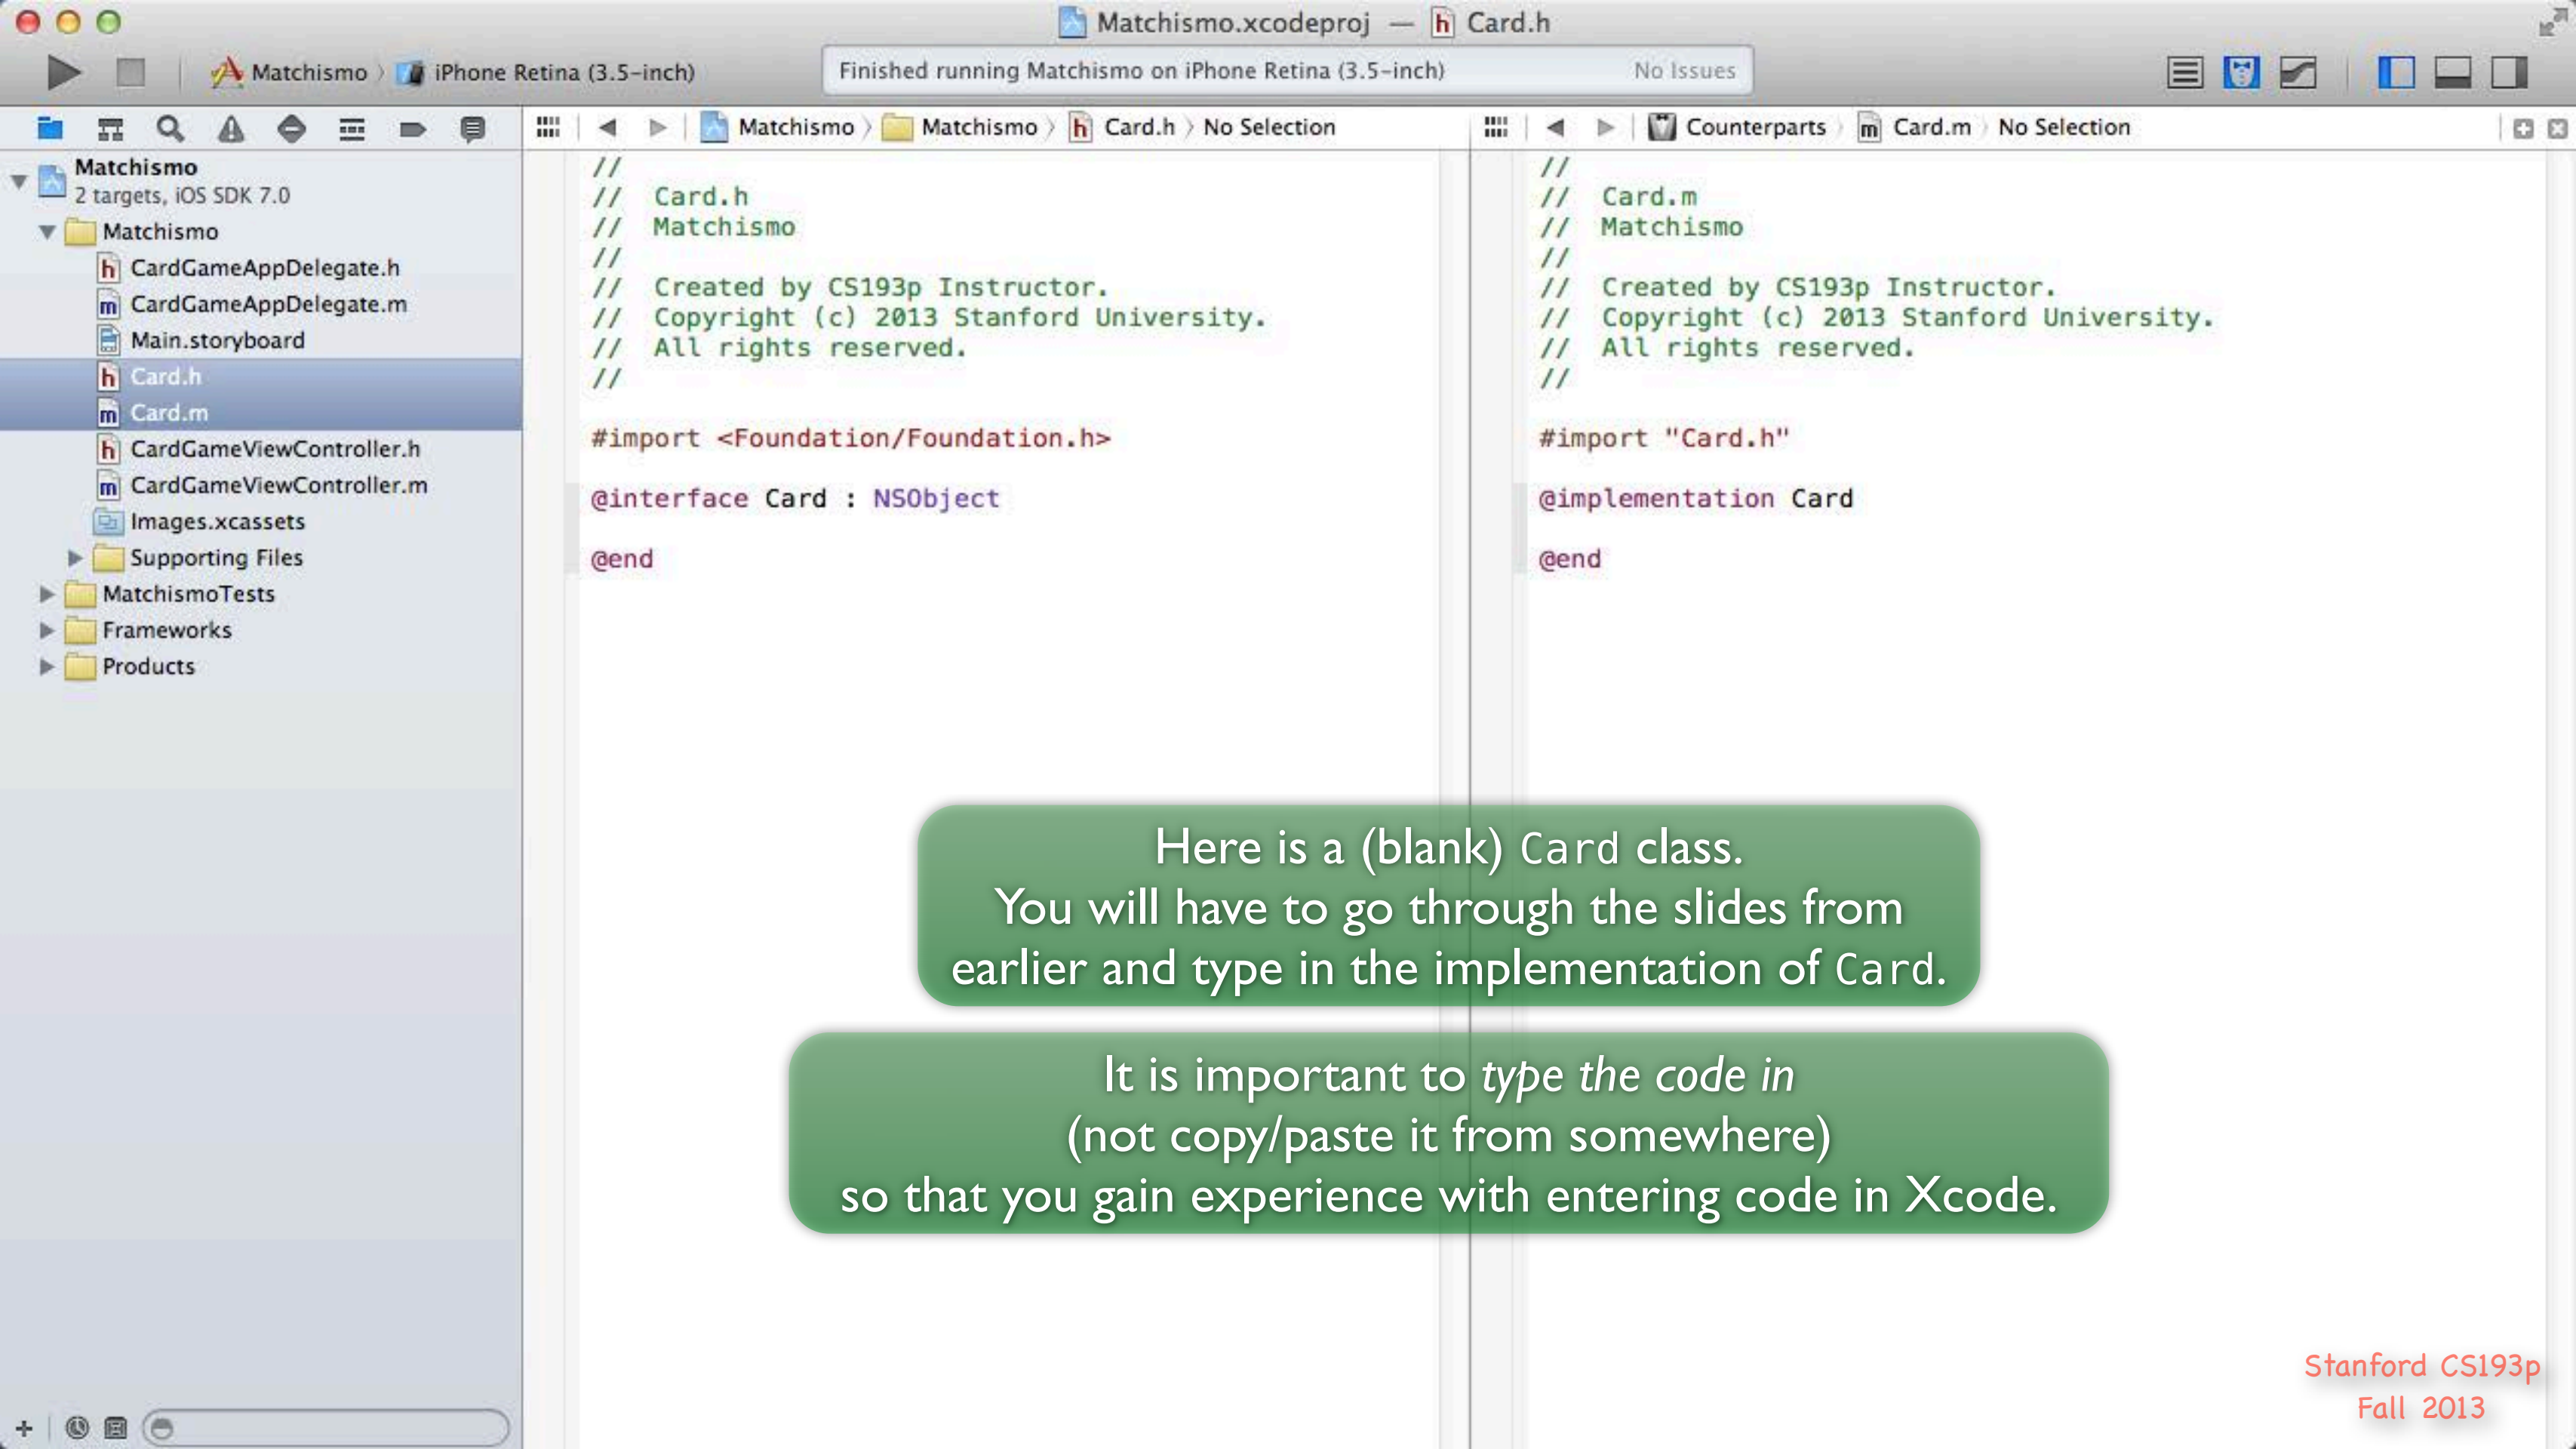 Matchismo.xcodeproj — h Card.h
Matchismo iPhone Retina (3.5-inch)
Finished running Matchismo on iPhone Retina (3.5-inch) No Issues
Matchismo Matchismo h Card.h No Selection
Counterparts m Card.m No Selection
Matchismo
2 targets, iOS SDK 7.0
Matchismo
h CardGameAppDelegate.h
m CardGameAppDelegate.m
Main.storyboard
h Card.h
m Card.m
h CardGameViewController.h
m CardGameViewController.m
Images.xcassets
Supporting Files
MatchismoTests
Frameworks
Products
//
// Card.h
// Matchismo
//
// Created by CS193p Instructor.
// Copyright (c) 2013 Stanford University.
// All rights reserved.
//
#import <Foundation/Foundation.h>
@interface Card : NSObject
@end
//
// Card.m
// Matchismo
//
// Created by CS193p Instructor.
// Copyright (c) 2013 Stanford University.
// All rights reserved.
//
#import "Card.h"
@implementation Card
@end
Here is a (blank) Card class.
You will have to go through the slides from
earlier and type in the implementation of Card.
It is important to type the code in
(not copy/paste it from somewhere)
so that you gain experience with entering code in Xcode.
Stanford CS193p
Fall 2013